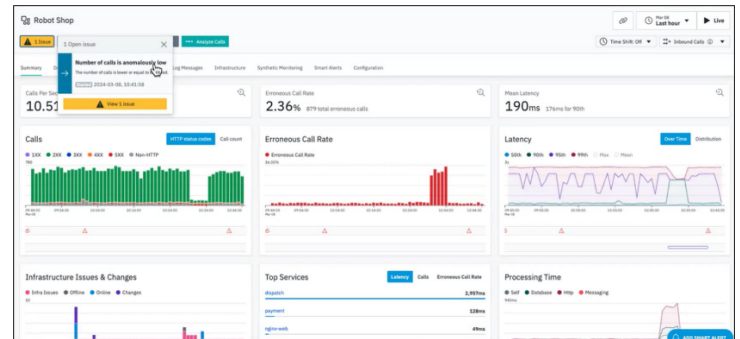 Robot Shop
Mar 08
Last hour
Live
1 Issue
1 Open issue
Analyze Calls
Time Shift: Off
Inbound Calls
Number of calls is anomalously low
The number of calls is lower or equal to
2024-03-08, 10:41:58
View 1 issue
Summary
Log Messages
Infrastructure
Synthetic Monitoring
Smart Alerts
Configuration
Calls Per Sec
10.51
Erroneous Call Rate
2.36% 879 total erroneous calls
Mean Latency
190ms 176ms for 90th
Calls
HTTP status codes
Call count
1XX 2XX 3XX 4XX 5XX Non-HTTP
Erroneous Call Rate
Erroneous Call Rate
Latency
Over Time
Distribution
50th 90th 95th 99th Max Mean
Infrastructure Issues & Changes
Infra Issues Offline Online Changes
Top Services
Latency
Calls
Erroneous Call Rate
dispatch 2,957ms
payment 528ms
nginx-web 49ms
Processing Time
Self Database Http Messaging
ADD SMART ALERT